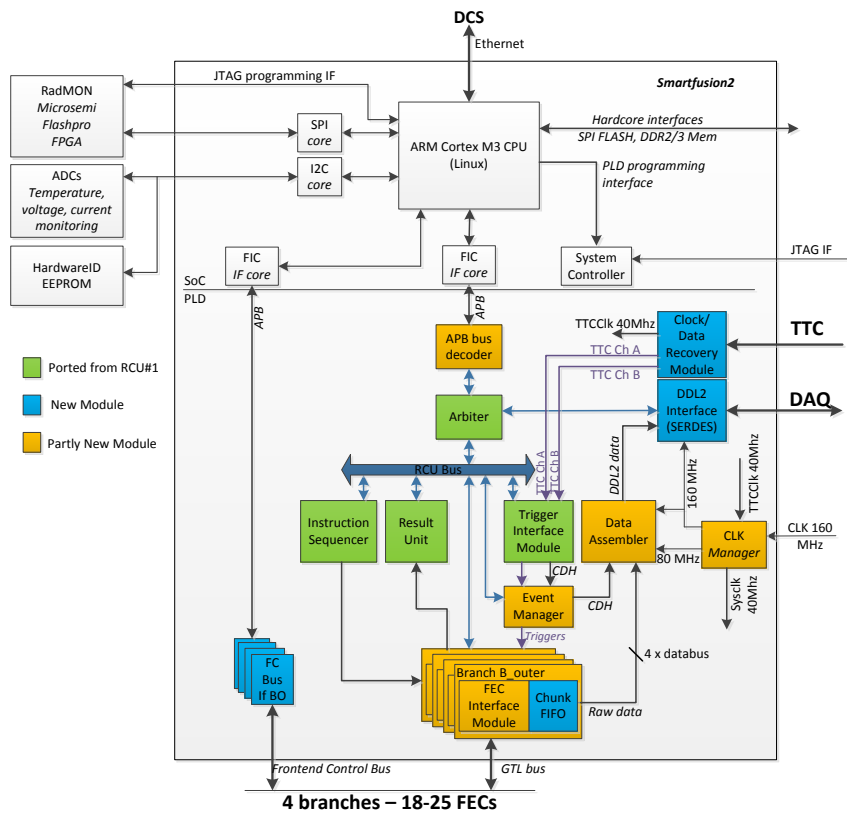 DCS
Ethernet
JTAG programming IF
Smartfusion2
RadMON
Microsemi
Flashpro
FPGA
SPI
core
ARM Cortex M3 CPU
(Linux)
Hardcore interfaces
SPI FLASH, DDR2/3 Mem
I2C
core
PLD programming
interface
ADCs
Temperature,
voltage, current
monitoring
HardwareID
EEPROM
FIC
IF core
FIC
IF core
System
Controller
JTAG IF
SoC
PLD
APB
APB
TTCClk 40Mhz
Clock/
Data
Recovery
Module
TTC
APB bus
decoder
TTC Ch A
TTC Ch B
Ported from RCU#1
New Module
Partly New Module
Arbiter
DDL2
Interface
(SERDES)
DAQ
RCU Bus
TTC Ch A
TTC Ch B
DDL2 data
160 MHz
TTCClk 40Mhz
Instruction
Sequencer
Result
Unit
Trigger
Interface
Module
Data
Assembler
CLK
Manager
CLK 160
MHz
80 MHz
CDH
Sysclk
40Mhz
Event
Manager
CDH
Triggers
4 x databus
FC
Bus
If BO
Branch B_outer
FEC
Interface
Module
Chunk
FIFO
Raw data
Frontend Control Bus
GTL bus
4 branches – 18-25 FECs